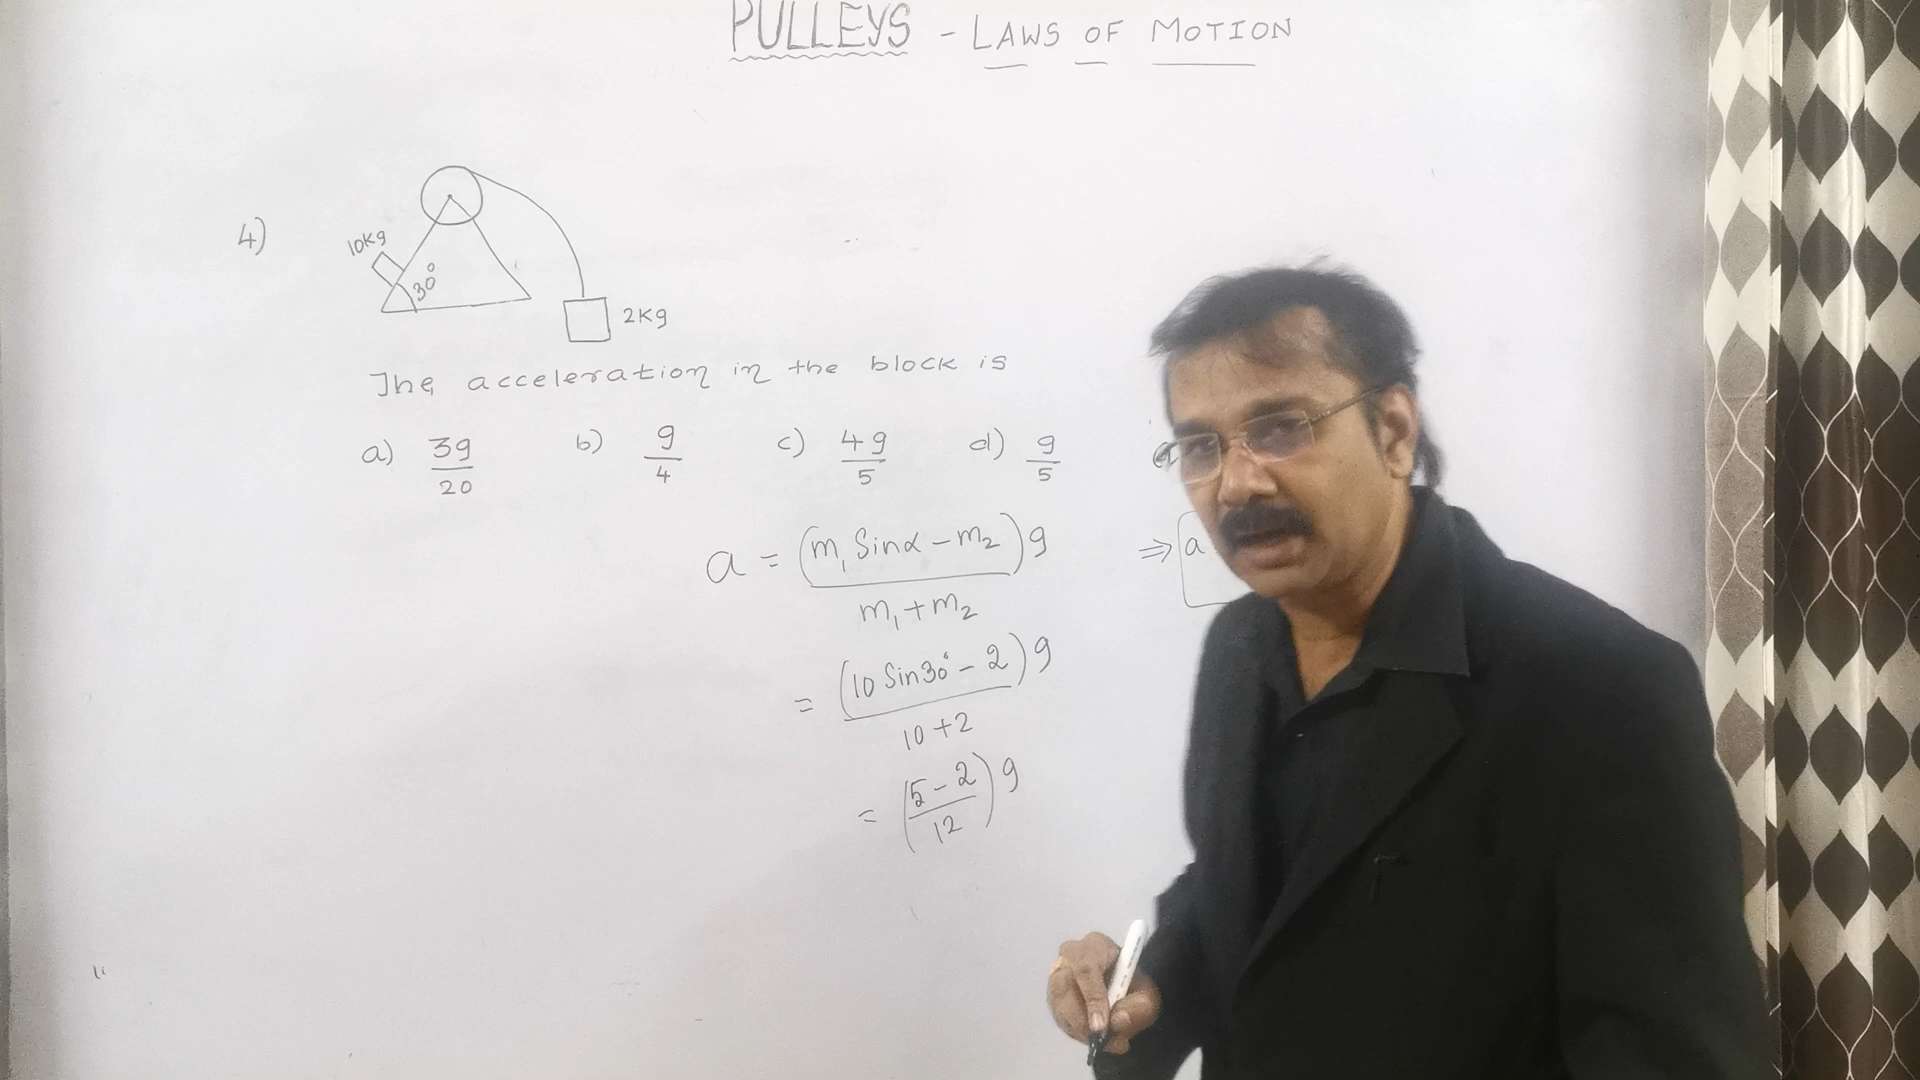 PULLEYS - LAWS OF MOTION
4)
10Kg
30°
2Kg
The acceleration in the block is
a) 3g/20 b) g/4 c) 4g/5 d) g/5
a = (m₁ Sinα - m₂)g / m₁ + m₂ ⇒ a
= (10 Sin30° - 2)g / 10 + 2
= (5 - 2 / 12) g